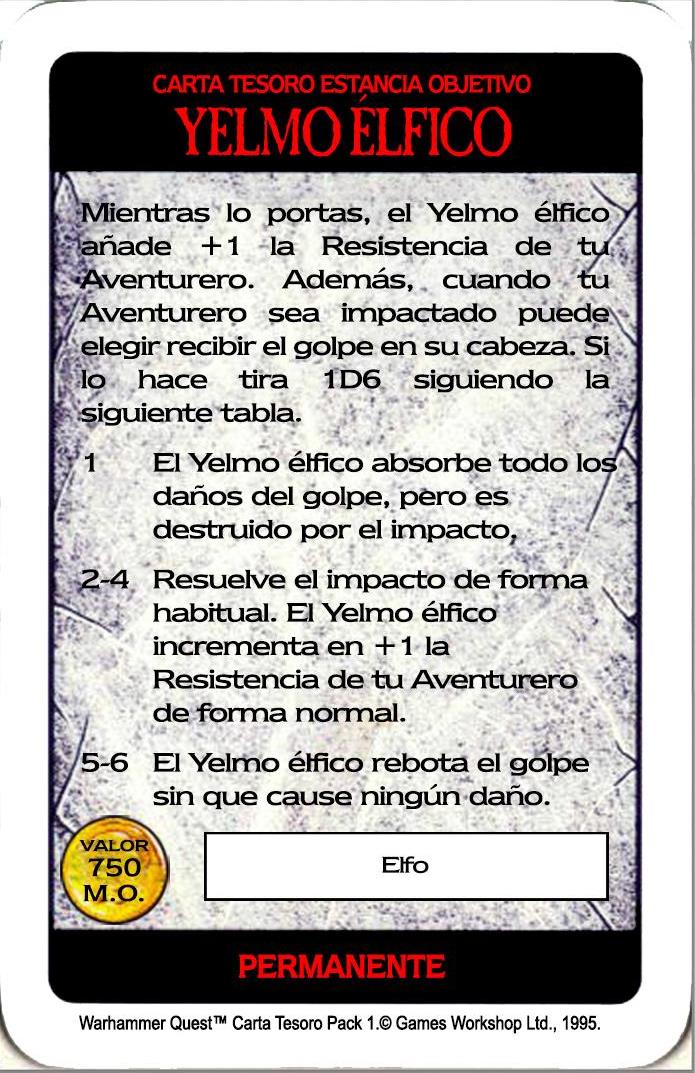 CARTA TESORO ESTANCIA OBJETIVO
YELMO ÉLFICO
Mientras lo portas, el Yelmo élfico
añade +1 la Resistencia de tu
Aventurero. Además, cuando tu
Aventurero sea impactado puede
elegir recibir el golpe en su cabeza. Si
lo hace tira 1D6 siguiendo la
siguiente tabla.
1 El Yelmo élfico absorbe todo los
daños del golpe, pero es
destruido por el impacto.
2-4 Resuelve el impacto de forma
habitual. El Yelmo élfico
incrementa en +1 la
Resistencia de tu Aventurero
de forma normal.
5-6 El Yelmo élfico rebota el golpe
sin que cause ningún daño.
VALOR
750
M.O.
Elfo
PERMANENTE
Warhammer Quest™ Carta Tesoro Pack 1.© Games Workshop Ltd., 1995.